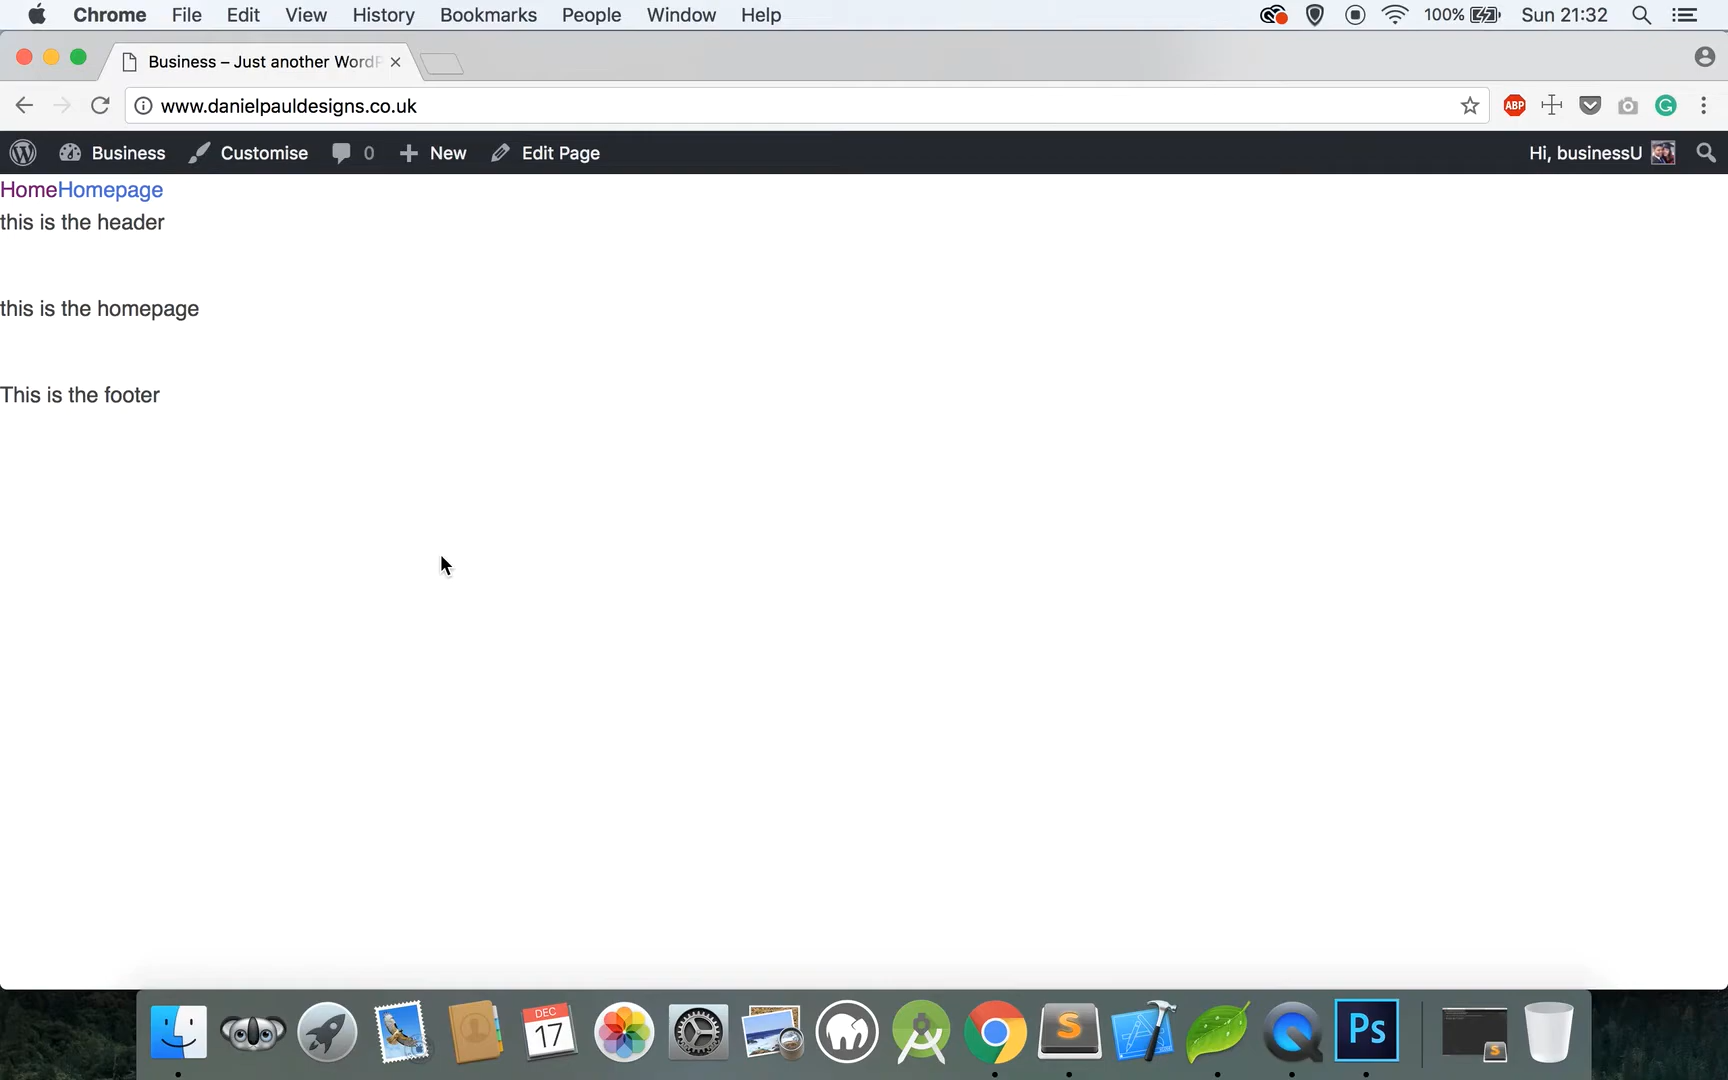 Chrome File Edit View History Bookmarks People Window Help 100% Sun 21:32
Business – Just another WordP
www.danielpauldesigns.co.uk ABP
Business Customise 0 New Edit Page Hi, businessU
HomeHomepage
this is the header
this is the homepage
This is the footer
DEC
17
S
Ps
S